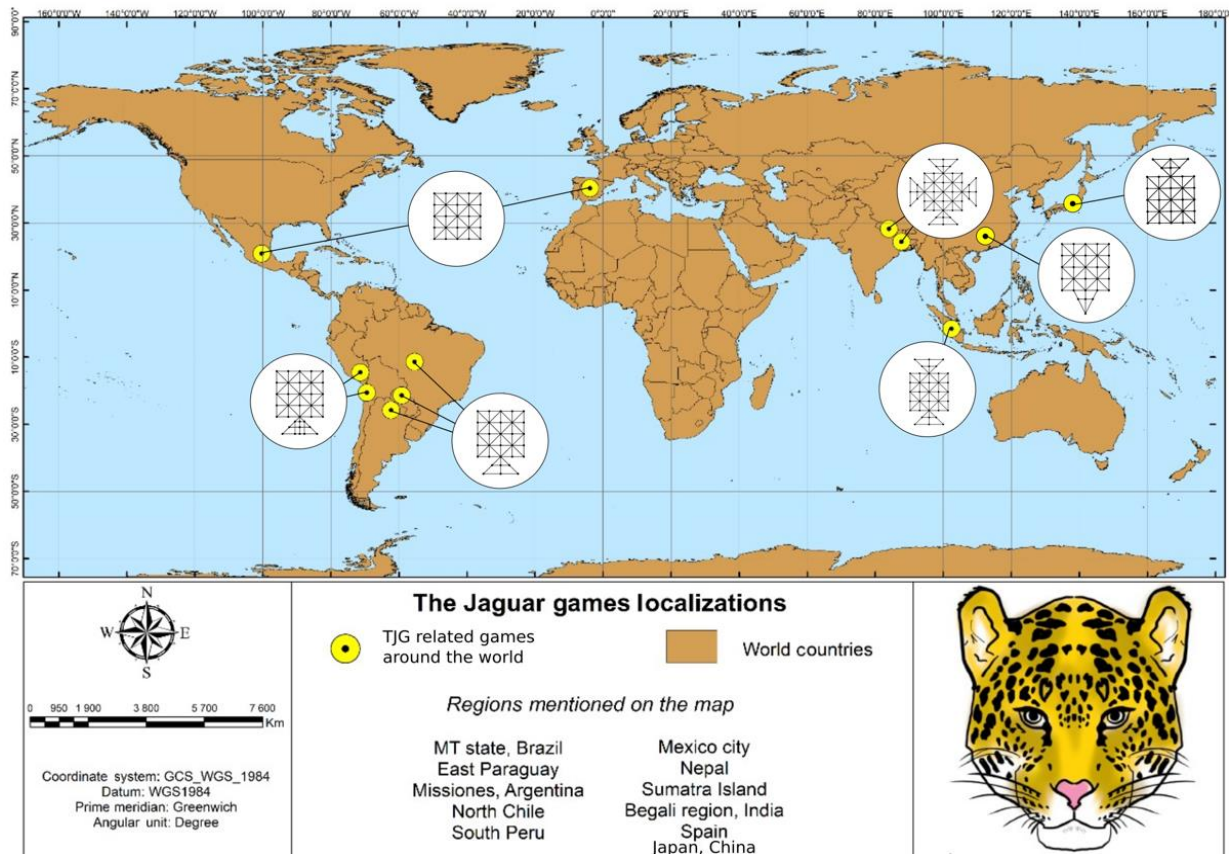 160°0'0"W 140°0'0"W 120°0'0"W 100°0'0"W 80°0'0"W 60°0'0"W 40°0'0"W 20°0'0"W 0°0'0" 20°0'0"E 40°0'0"E 60°0'0"E 80°0'0"E 100°0'0"E 120°0'0"E 140°0'0"E 160°0'0"E 180°0'0"
70°0'0"N
50°0'0"N
30°0'0"N
10°0'0"N
10°0'0"S
30°0'0"S
50°0'0"S
70°0'0"S
N
W E
S
0 950 1 900 3 800 5 700 7 600
Km
Coordinate system: GCS_WGS_1984
Datum: WGS1984
Prime meridian: Greenwich
Angular unit: Degree
The Jaguar games localizations
TJG related games
around the world
World countries
Regions mentioned on the map
MT state, Brazil
East Paraguay
Missiones, Argentina
North Chile
South Peru
Mexico city
Nepal
Sumatra Island
Begali region, India
Spain
Japan, China